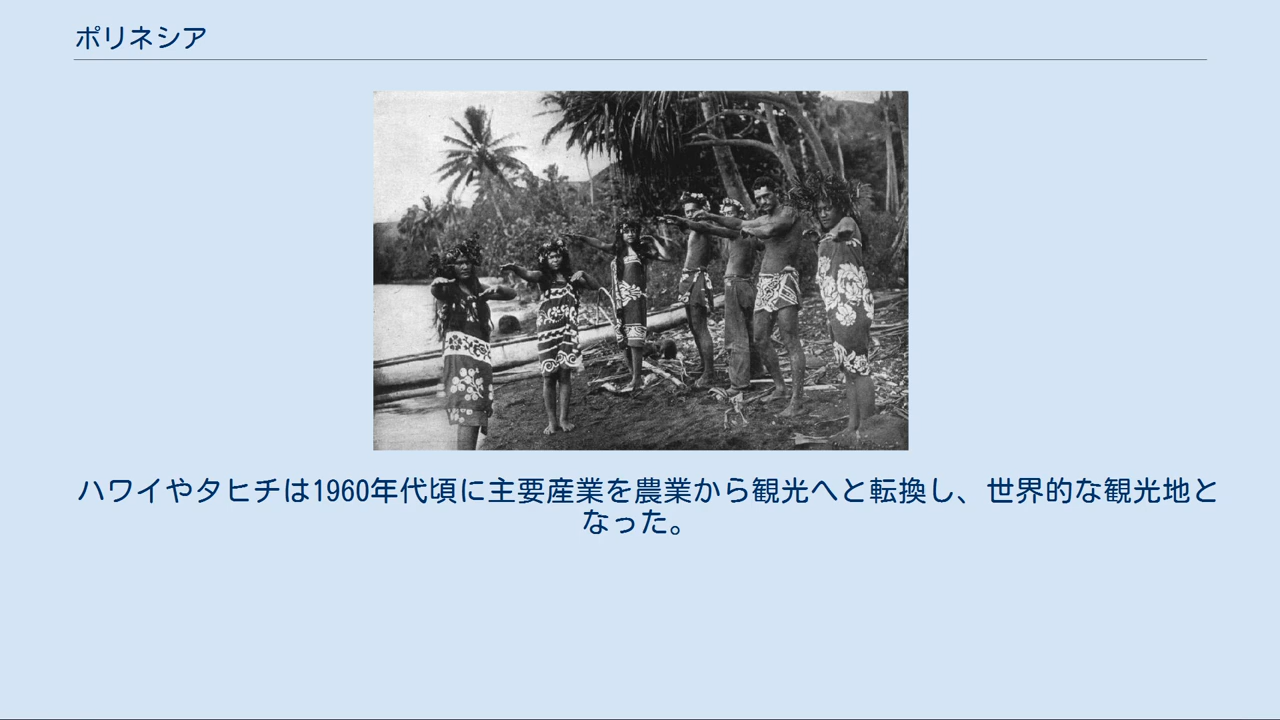 ポリネシア
ハワイやタヒチは1960年代頃に主要産業を農業から観光へと転換し、世界的な観光地と
なった。